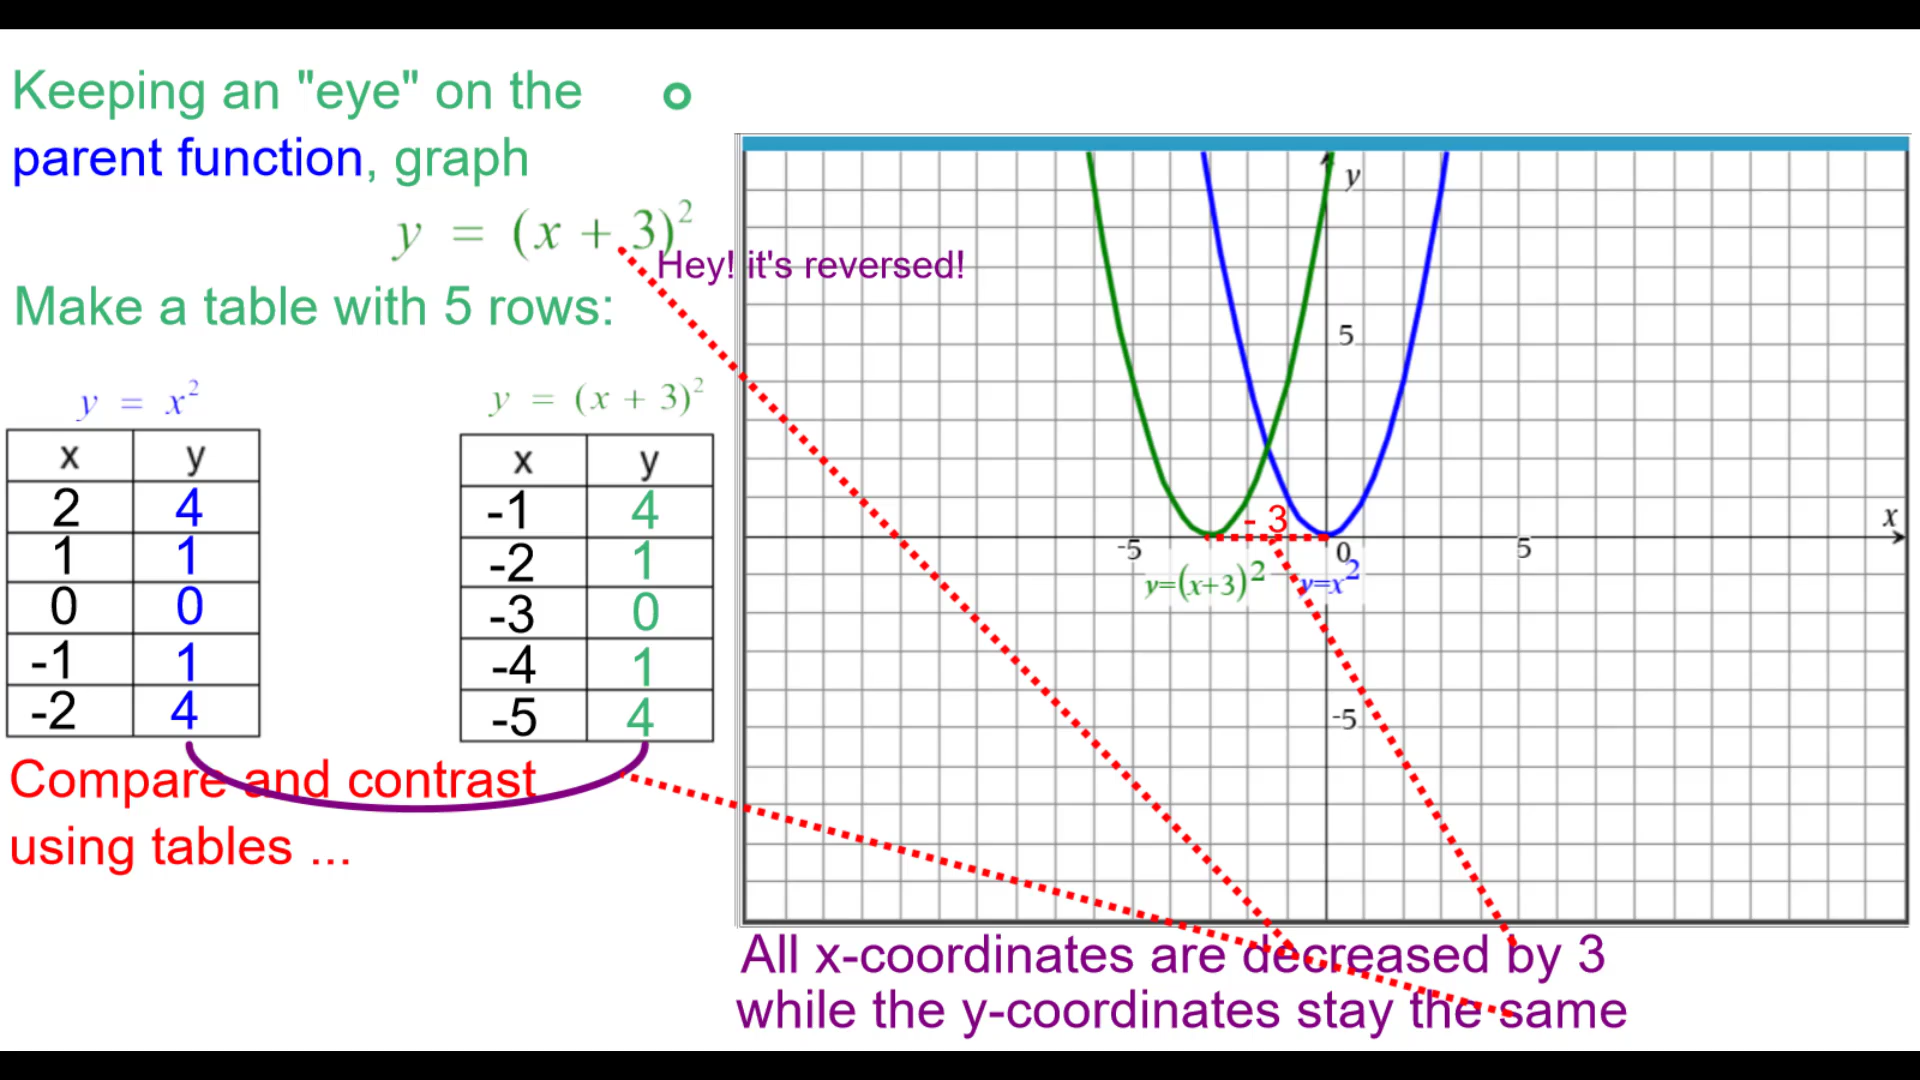 Keeping an "eye" on the
parent function, graph
y = (x + 3)²
Hey! it's reversed!
Make a table with 5 rows:
y = x²
x y
2 4
1 1
0 0
-1 1
-2 4
y = (x + 3)²
x y
-1 4
-2 1
-3 0
-4 1
-5 4
Compare and contrast
using tables ...
y
5
x
- 3
-5 0 5
y=(x+3)² y=x²
-5
All x-coordinates are decreased by 3
while the y-coordinates stay the same